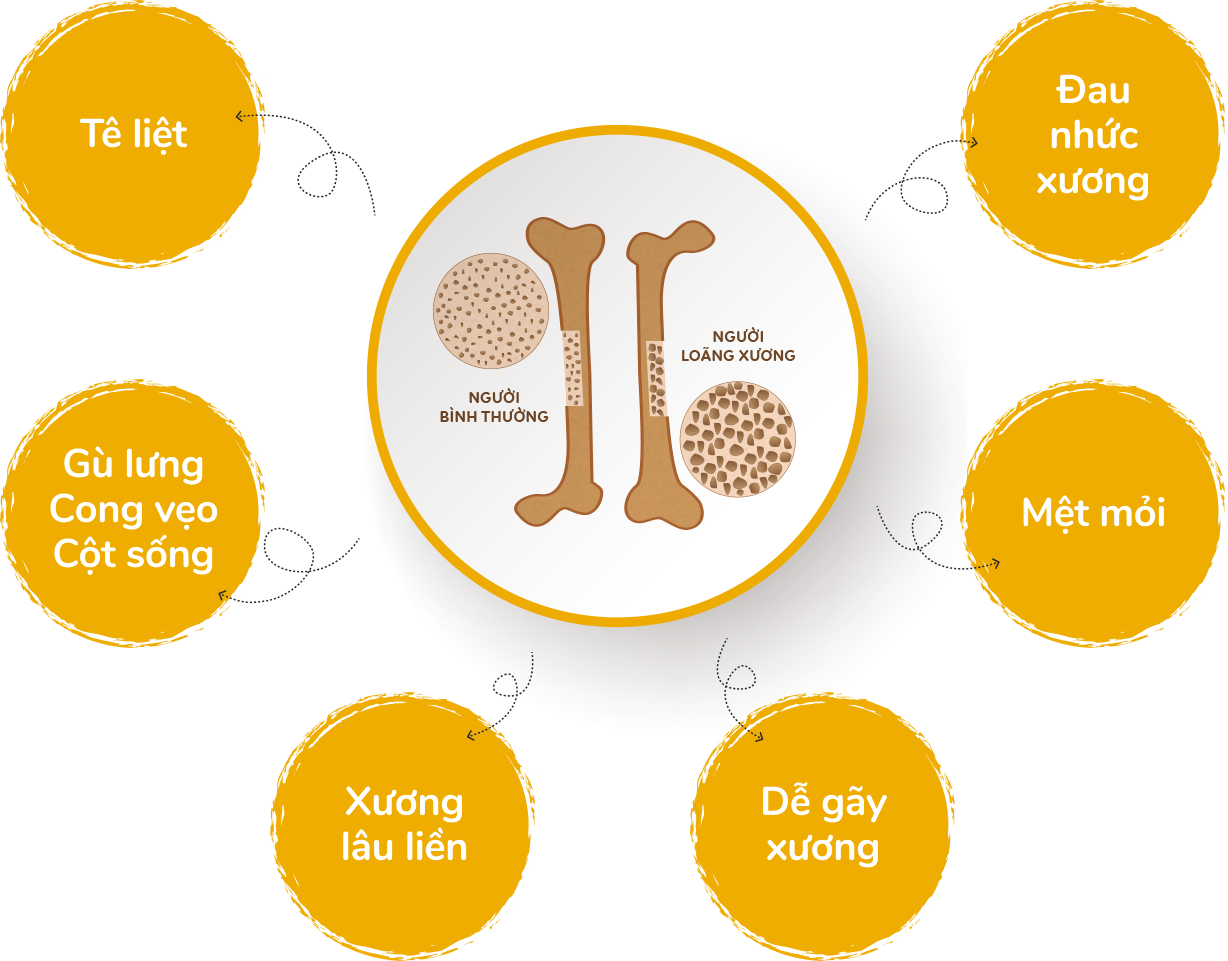 Tê liệt
Đau
nhức
xương
NGƯỜI
BÌNH THƯỜNG
NGƯỜI
LOÃNG XƯƠNG
Gù lưng
Cong vẹo
Cột sống
Mệt mỏi
Xương
lâu liền
Dễ gãy
xương